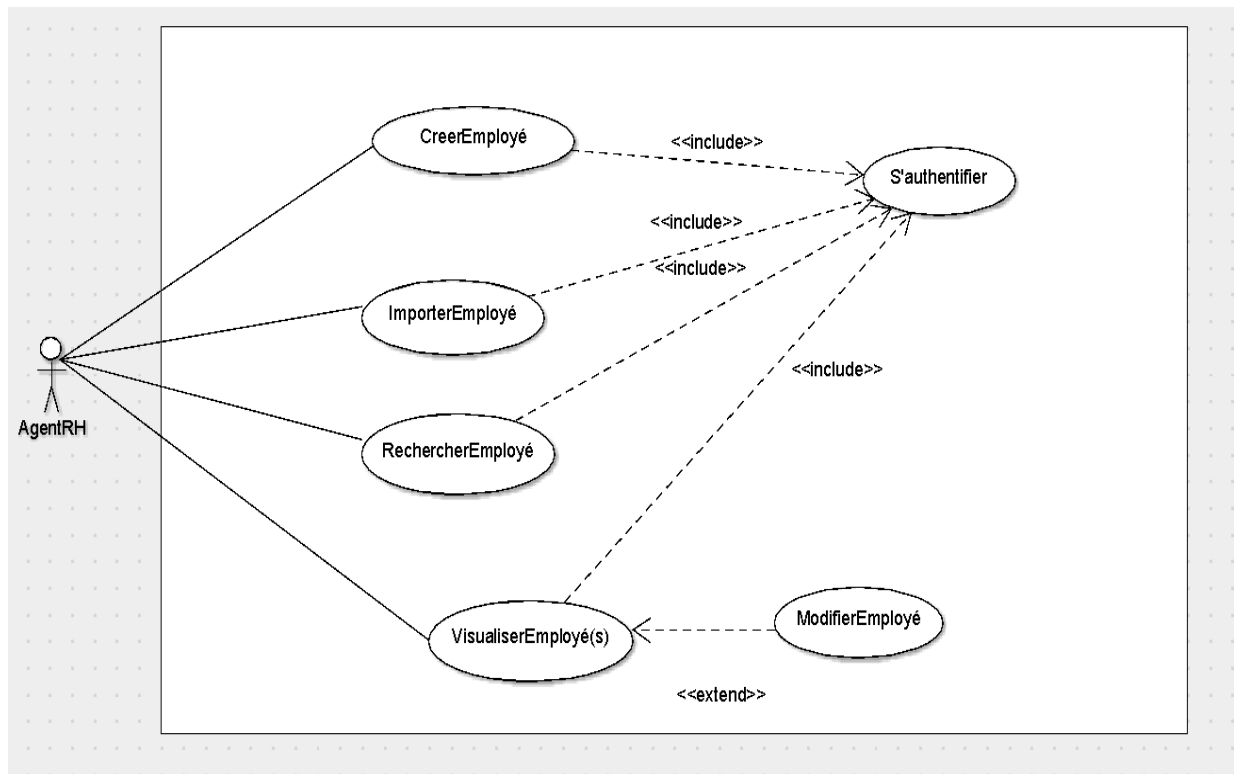 CreerEmployé
<<include>>
S'authentifier
<<include>>
<<include>>
ImporterEmployé
<<include>>
AgentRH
RechercherEmployé
VisualiserEmployé(s)
ModifierEmployé
<<extend>>